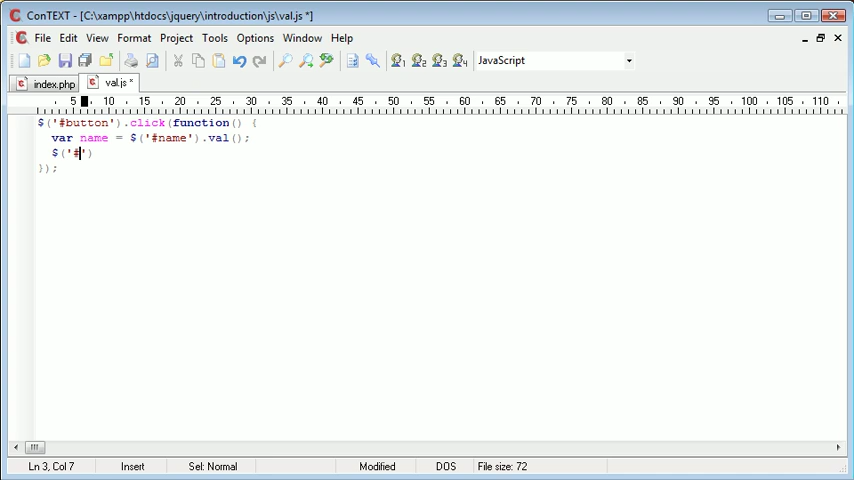 ConTEXT - [C:\xampp\htdocs\jquery\introduction\js\val.js *]
File Edit View Format Project Tools Options Window Help
JavaScript
index.php val.js *
5 10 15 20 25 30 35 40 45 50 55 60 65 70 75 80 85 90 95 100 105 110
$('#button').click(function() {
var name = $('#name').val();
$('#')
});
Ln 3, Col 7 Insert Sel: Normal Modified DOS File size: 72